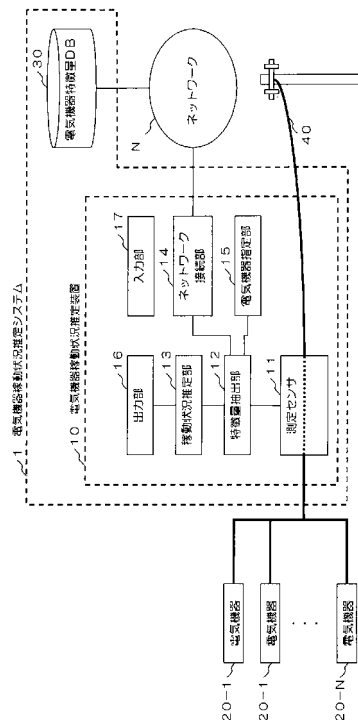 1 電気機器稼動状況推定システム
30
電気機器特徴量DB
10 電気機器稼動状況推定装置
N
ネットワーク
16
出力部
17
入力部
13
稼動状況推定部
14
ネットワーク
接続部
12
特徴量抽出部
15
電気機器指定部
11
測定センサ
40
20-1
電気機器
20-1
電気機器
・・・
20-N
電気機器